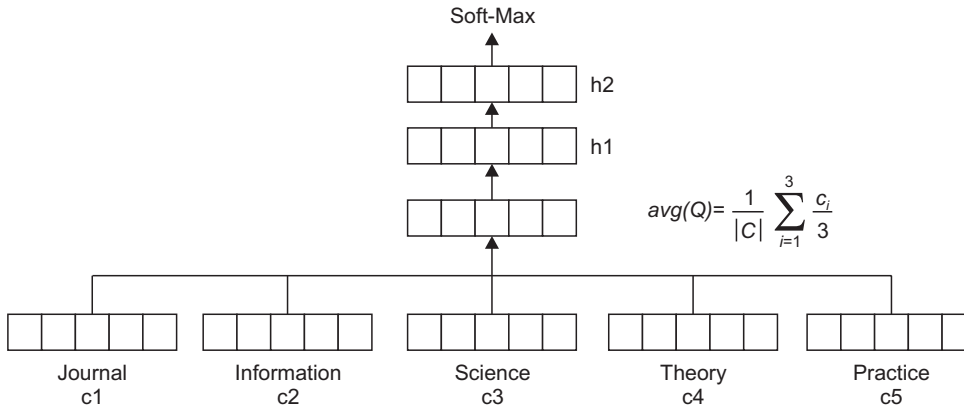 Soft-Max
h2
h1
avg(Q)= 1/|C| ∑_{i=1}^{3} c_i/3
Journal Information Science Theory Practice
c1 c2 c3 c4 c5